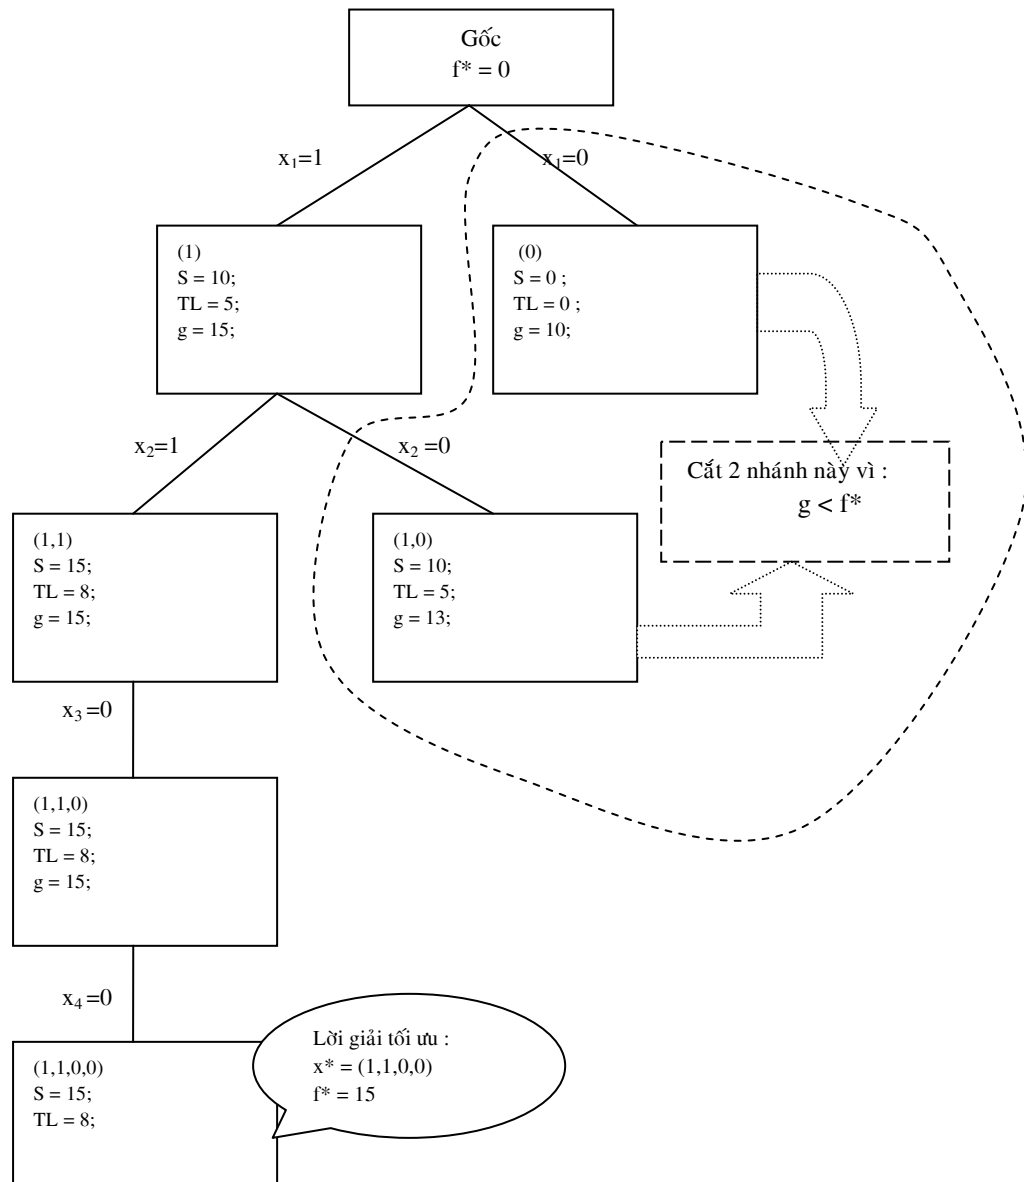 Gốc
f* = 0
x₁=1
x₁=0
(1)
S = 10;
TL = 5;
g = 15;
(0)
S = 0 ;
TL = 0 ;
g = 10;
x₂=1
x₂ =0
Cắt 2 nhánh này vì :
g < f*
(1,1)
S = 15;
TL = 8;
g = 15;
(1,0)
S = 10;
TL = 5;
g = 13;
x₃ =0
(1,1,0)
S = 15;
TL = 8;
g = 15;
x₄ =0
(1,1,0,0)
S = 15;
TL = 8;
Lời giải tối ưu :
x* = (1,1,0,0)
f* = 15